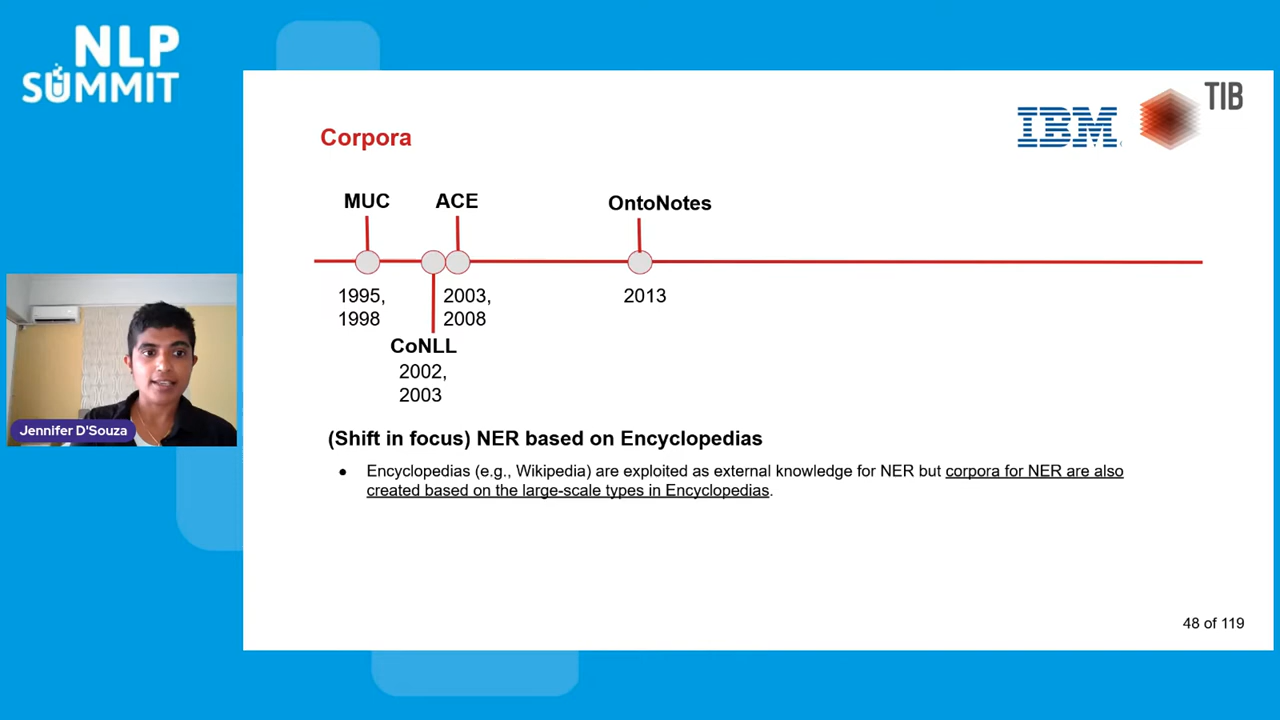 NLP
SUMMIT
IBM
TIB
Corpora
MUC
ACE
OntoNotes
1995,
1998
2003,
2008
2013
CoNLL
2002,
2003
Jennifer D'Souza
(Shift in focus) NER based on Encyclopedias
● Encyclopedias (e.g., Wikipedia) are exploited as external knowledge for NER but corpora for NER are also
created based on the large-scale types in Encyclopedias.
48 of 119